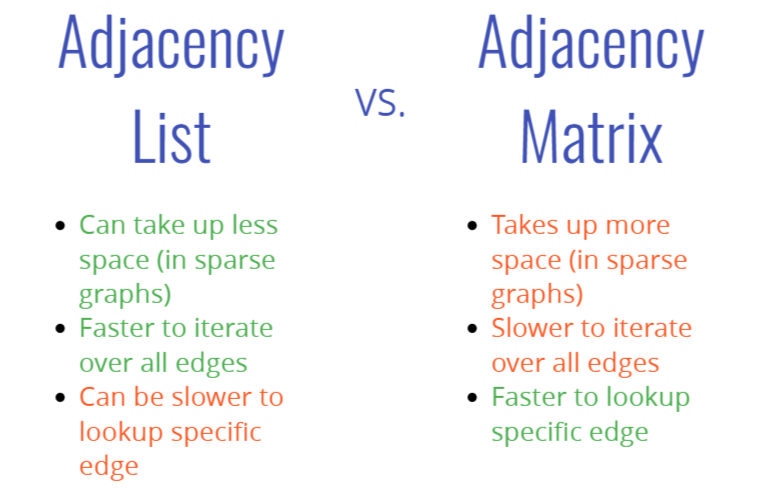 Adjacency
List
vs.
Adjacency
Matrix
• Can take up less
space (in sparse
graphs)
• Faster to iterate
over all edges
• Can be slower to
lookup specific
edge
• Takes up more
space (in sparse
graphs)
• Slower to iterate
over all edges
• Faster to lookup
specific edge